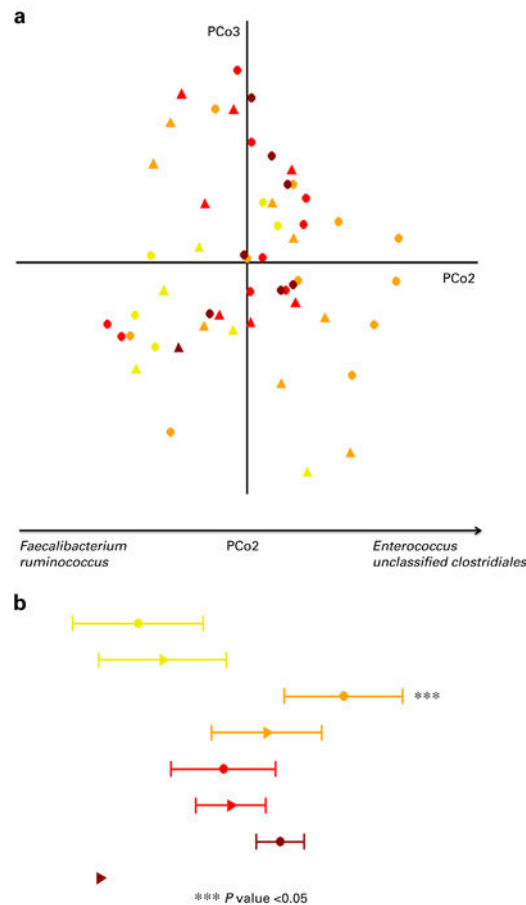 a
PCo3
PCo2
Faecalibacterium PCo2 Enterococcus
ruminococcus unclassified clostridiales
b
***
*** P value <0.05